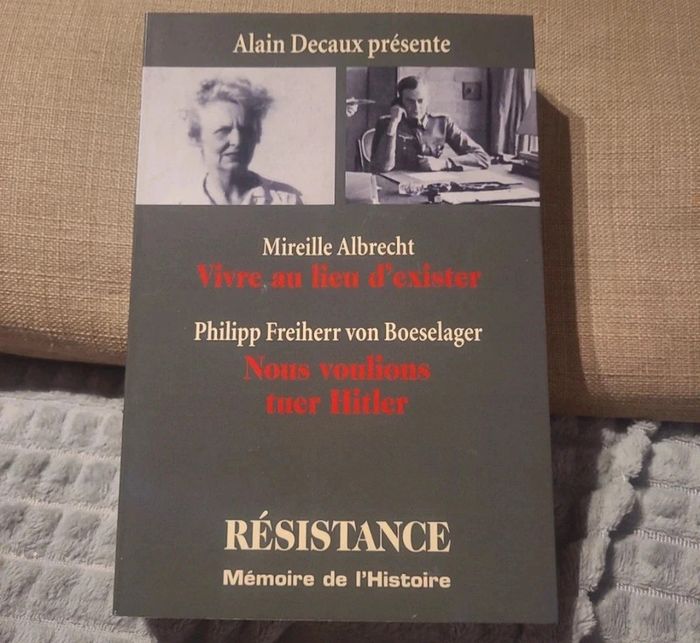 Alain Decaux présente
Mireille Albrecht
Vivre au lieu d'exister
Philipp Freiherr von Boeselager
Nous voulions
tuer Hitler
RÉSISTANCE
Mémoire de l'Histoire